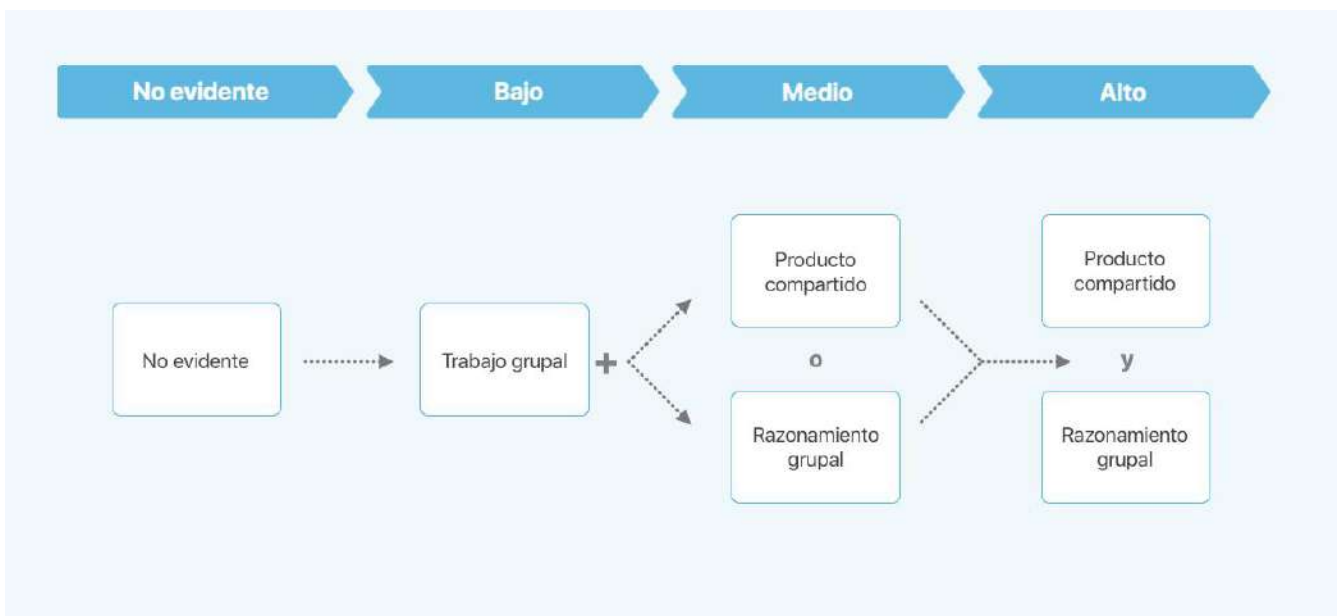 No evidente
Bajo
Medio
Alto
No evidente
Trabajo grupal
+
Producto
compartido
o
Razonamiento
grupal
Producto
compartido
y
Razonamiento
grupal